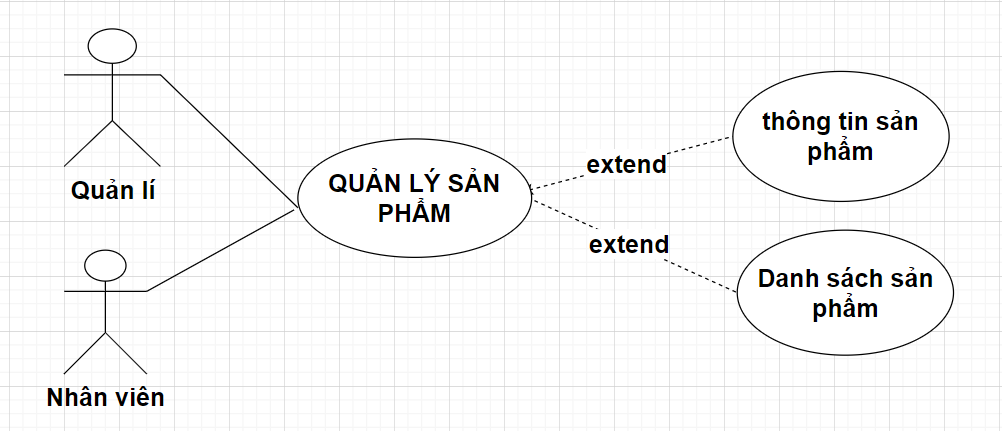 Quản lí
Nhân viên
QUẢN LÝ SẢN
PHẨM
extend
extend
thông tin sản
phẩm
Danh sách sản
phẩm